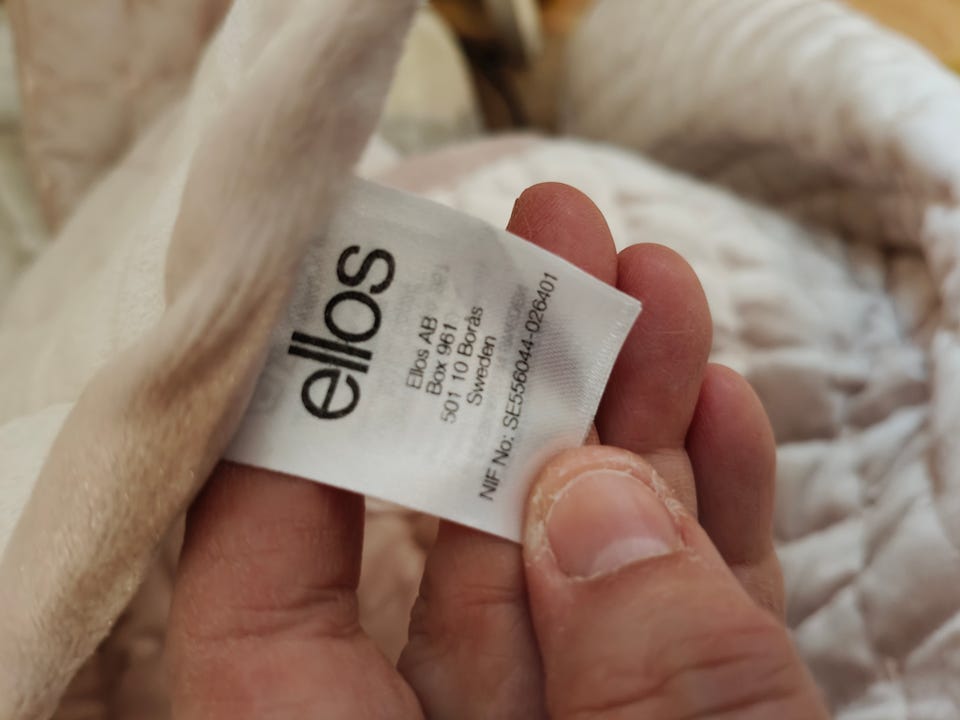 ellos
Ellos AB
Box 961
501 10 Borås
Sweden
NIF No: SE556044-026401